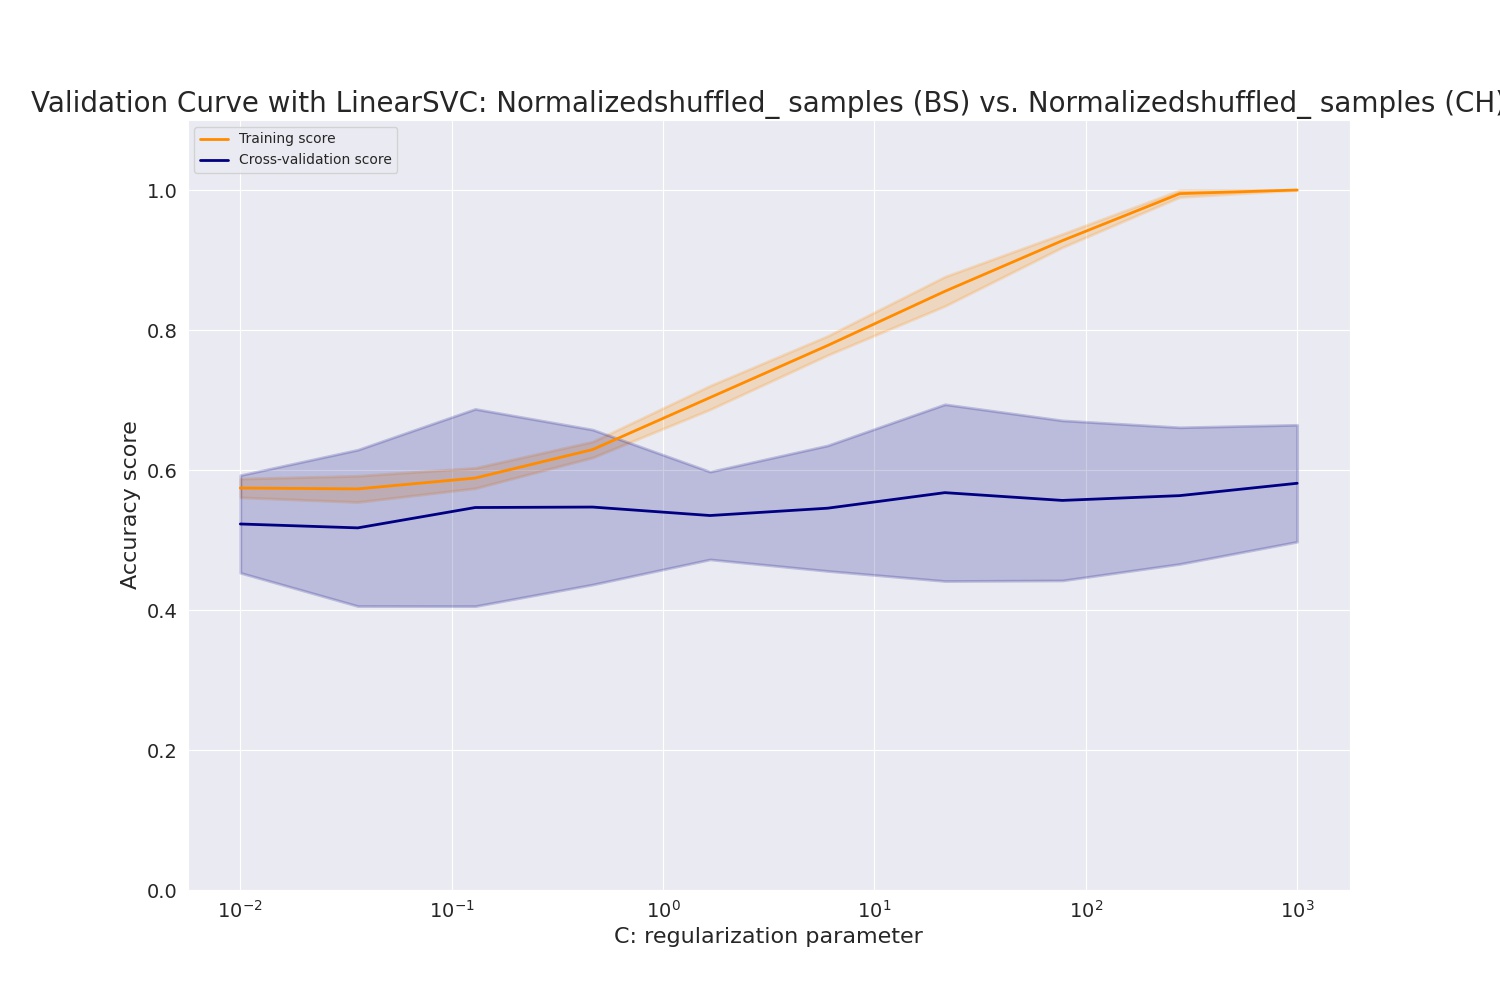 Validation Curve with LinearSVC: Normalizedshuffled_ samples (BS) vs. Normalizedshuffled_ samples (CH)
Training score
Cross-validation score
1.0
0.8
0.6
0.4
0.2
0.0
Accuracy score
10⁻² 10⁻¹ 10⁰ 10¹ 10² 10³
C: regularization parameter